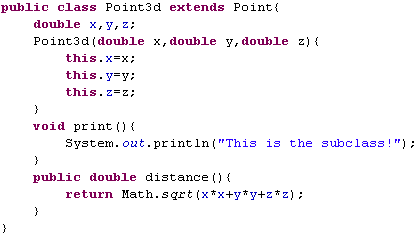 public class Point3d extends Point{
    double x,y,z;
    Point3d(double x,double y,double z){
        this.x=x;
        this.y=y;
        this.z=z;
    }
    void print(){
        System.out.println("This is the subclass!");
    }
    public double distance(){
        return Math.sqrt(x*x+y*y+z*z);
    }
}